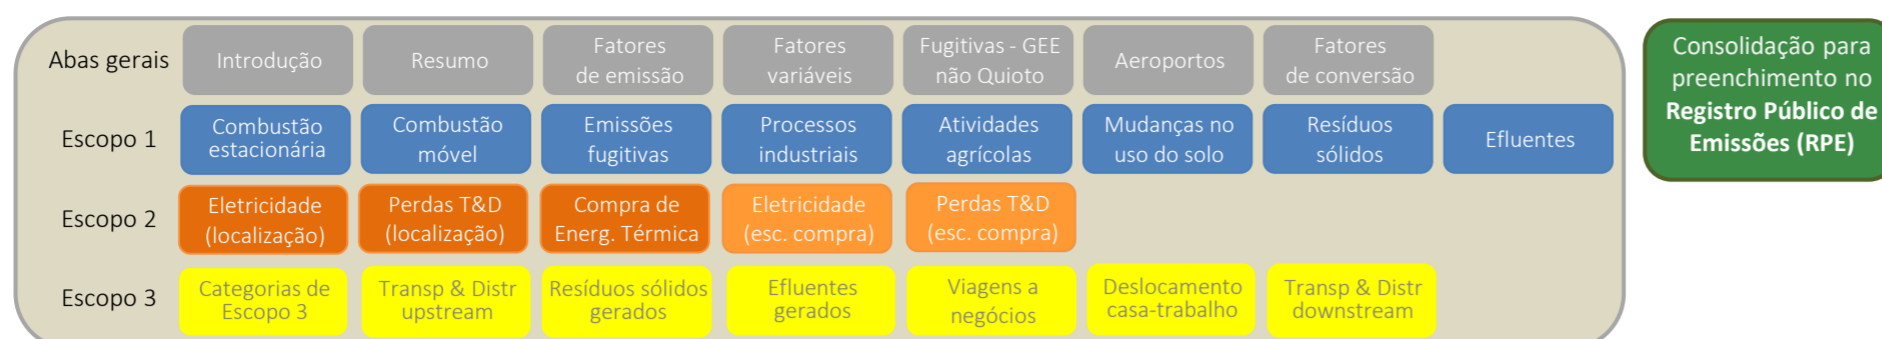 Abas gerais
Introdução
Resumo
Fatores
de emissão
Fatores
variáveis
Fugitivas - GEE
não Quioto
Aeroportos
Fatores
de conversão
Escopo 1
Combustão
estacionária
Combustão
móvel
Emissões
fugitivas
Processos
industriais
Atividades
agrícolas
Mudanças no
uso do solo
Resíduos
sólidos
Efluentes
Escopo 2
Eletricidade
(localização)
Perdas T&D
(localização)
Compra de
Energ. Térmica
Eletricidade
(esc. compra)
Perdas T&D
(esc. compra)
Escopo 3
Categorias de
Escopo 3
Transp & Distr
upstream
Resíduos sólidos
gerados
Efluentes
gerados
Viagens a
negócios
Deslocamento
casa-trabalho
Transp & Distr
downstream
Consolidação para
preenchimento no
Registro Público de
Emissões (RPE)